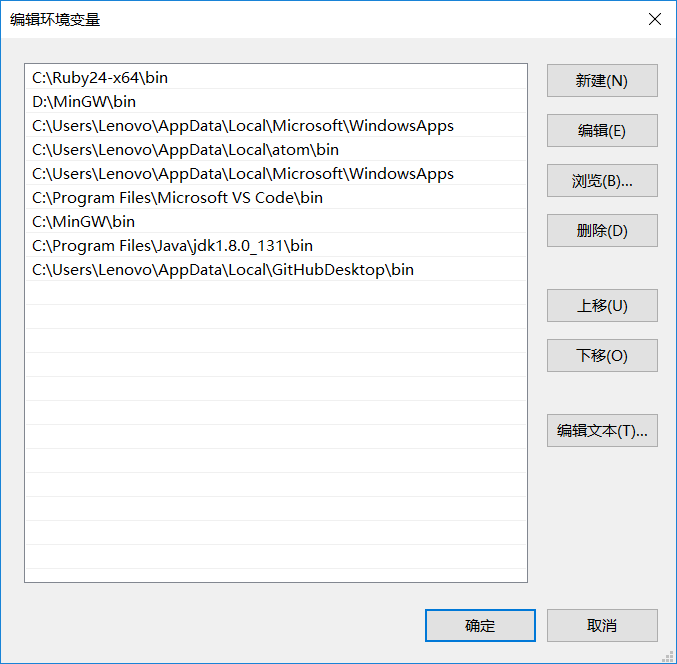 编辑环境变量
C:\Ruby24-x64\bin
D:\MinGW\bin
C:\Users\Lenovo\AppData\Local\Microsoft\WindowsApps
C:\Users\Lenovo\AppData\Local\atom\bin
C:\Users\Lenovo\AppData\Local\Microsoft\WindowsApps
C:\Program Files\Microsoft VS Code\bin
C:\MinGW\bin
C:\Program Files\Java\jdk1.8.0_131\bin
C:\Users\Lenovo\AppData\Local\GitHubDesktop\bin
新建(N)
编辑(E)
浏览(B)...
删除(D)
上移(U)
下移(O)
编辑文本(T)...
确定
取消